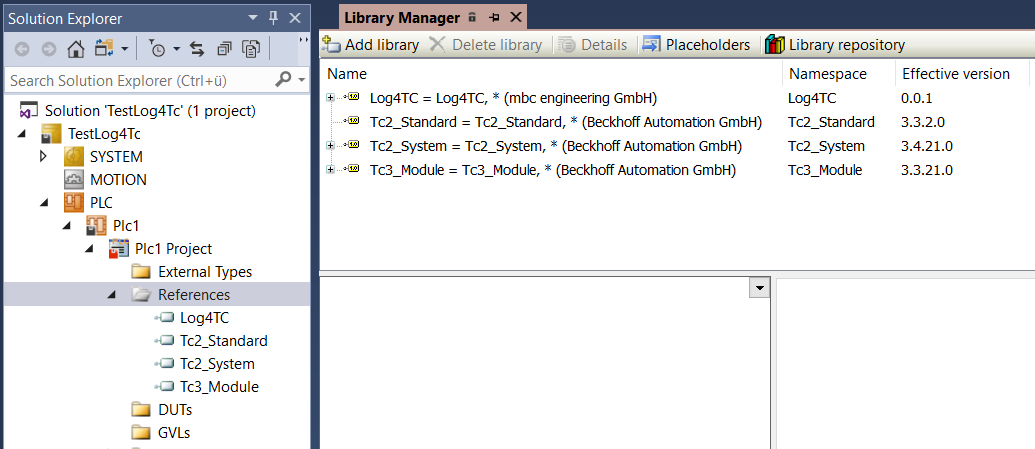 Solution Explorer
Search Solution Explorer (Ctrl+ü)
Solution 'TestLog4Tc' (1 project)
TestLog4Tc
SYSTEM
MOTION
PLC
Plc1
Plc1 Project
External Types
References
Log4TC
Tc2_Standard
Tc2_System
Tc3_Module
DUTs
GVLs
Library Manager
Add library Delete library Details Placeholders Library repository
Name Namespace Effective version
Log4TC = Log4TC, * (mbc engineering GmbH) Log4TC 0.0.1
Tc2_Standard = Tc2_Standard, * (Beckhoff Automation GmbH) Tc2_Standard 3.3.2.0
Tc2_System = Tc2_System, * (Beckhoff Automation GmbH) Tc2_System 3.4.21.0
Tc3_Module = Tc3_Module, * (Beckhoff Automation GmbH) Tc3_Module 3.3.21.0